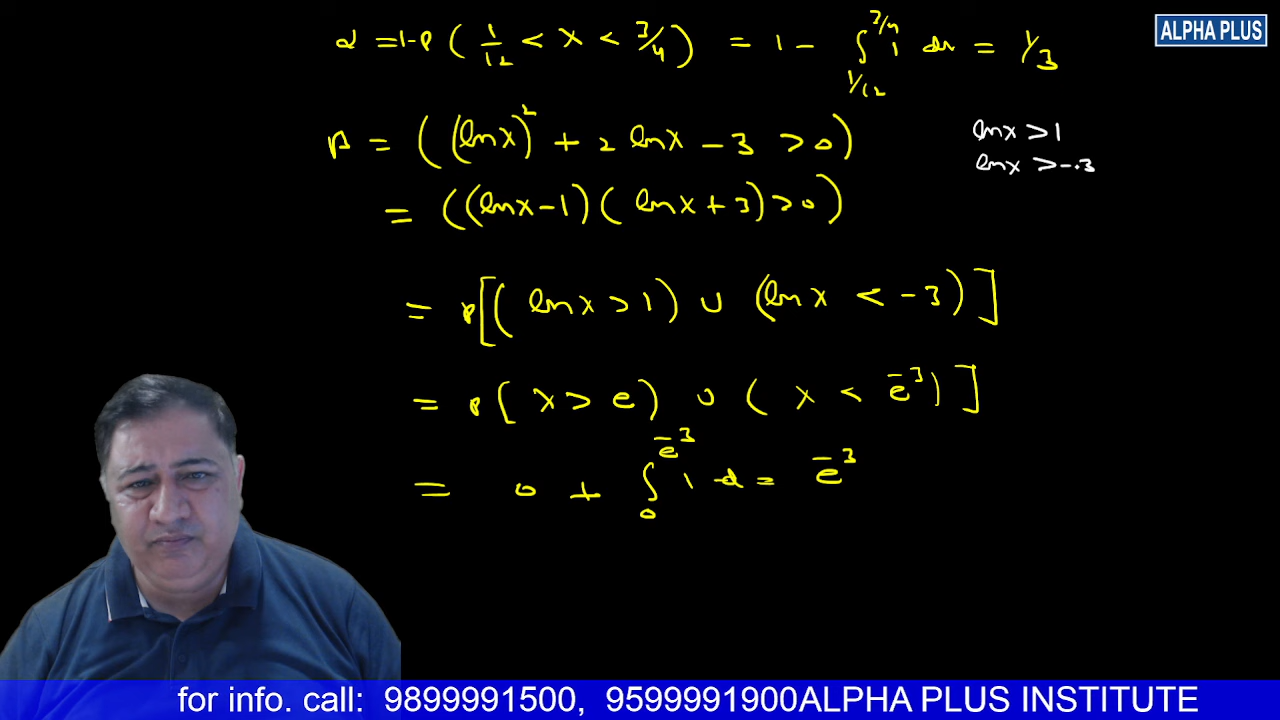 ALPHA PLUS
α = 1-P ( 1/12 < X < 3/4 ) = 1 - ∫_{1/12}^{3/4} 1 dx = 1/3
β = ( (ln X)² + 2 ln X - 3 > 0 )
ln X > 1
ln X > -3
= ( (ln X - 1) ( ln X + 3) > 0 )
= P[ ( ln X > 1) ∪ (ln X < -3) ]
= P[ X > e ) ∪ ( X < e⁻³ ) ]
= 0 + ∫_0^{e⁻³} 1 d = e⁻³
for info. call: 9899991500, 9599991900ALPHA PLUS INSTITUTE